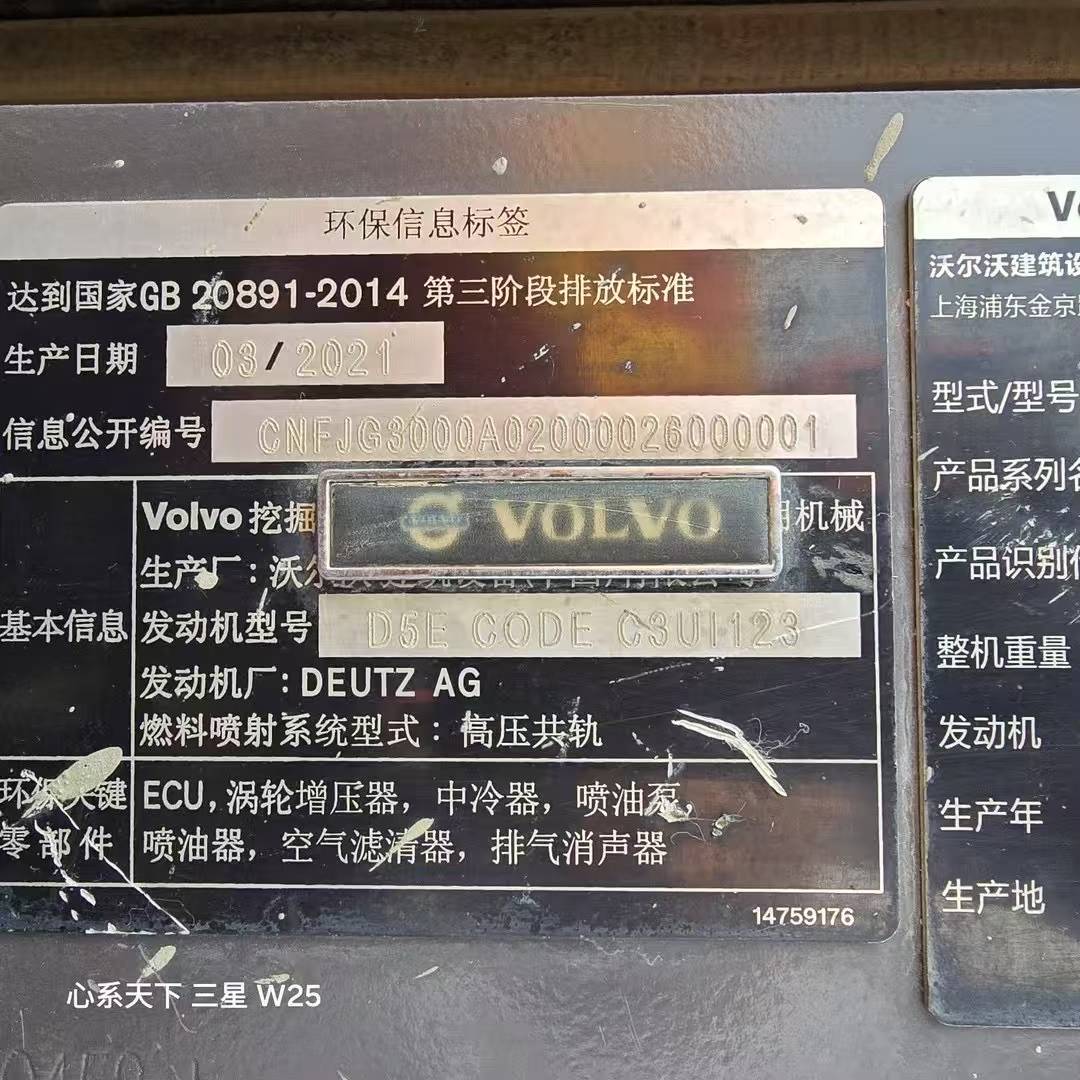 环保信息标签
达到国家GB 20891-2014 第三阶段排放标准
生产日期 03/2021
信息公开编号 CNFJG3000A02000026000001
基本信息
Volvo 挖掘
机械
VOLVO
VOLVO
生产厂：沃尔
发动机型号 D5E CODE C3U1123
发动机厂：DEUTZ AG
燃料喷射系统型式：高压共轨
环保关键
零部件
ECU, 涡轮增压器，中冷器，喷油泵，
喷油器，空气滤清器，排气消声器
14759176
沃尔沃建筑设
上海浦东金京
型式/型号
产品系列
产品识别
整机重量
发动机
生产年
生产地
心系天下 三星 W25